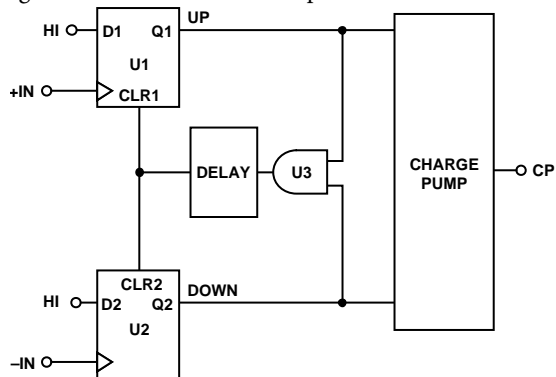 HI
D1
Q1
UP
U1
+IN
CLR1
DELAY
U3
CHARGE
PUMP
CP
CLR2
HI
D2
Q2
DOWN
U2
–IN